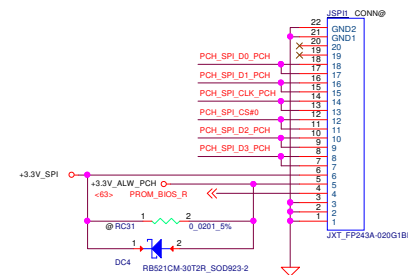 JSPI1 CONN@
22 GND2
21 GND1
20 20
19 19
PCH_SPI_D0_PCH 18 18
17 17
PCH_SPI_D1_PCH 16 16
15 15
PCH_SPI_CLK_PCH 14 14
13 13
PCH_SPI_CS#0 12 12
11 11
PCH_SPI_D2_PCH 10 10
9 9
PCH_SPI_D3_PCH 8 8
7 7
+3.3V_SPI 6 6
+3.3V_ALW_PCH 5 5
<63> PROM_BIOS_R 4 4
3 3
2 2
1 1
JXT_FP243A-020G1B
1 2
@ RC31 0_0201_5%
1 2
DC4
RB521CM-30T2R_SOD923-2